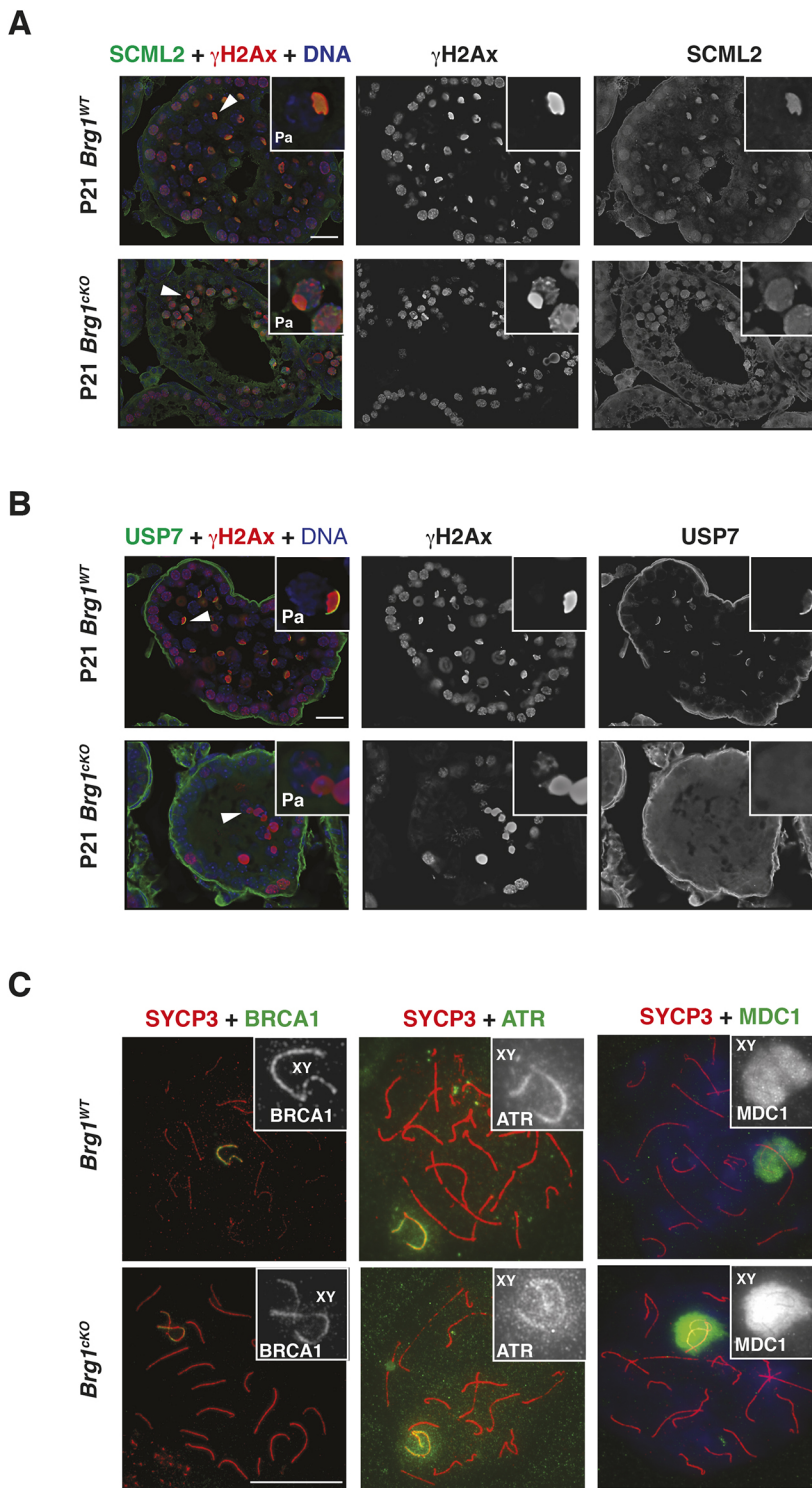 A
SCML2 + γH2Ax + DNA
γH2Ax
SCML2
P21 Brg1WT
Pa
P21 Brg1cKO
Pa
B
USP7 + γH2Ax + DNA
γH2Ax
USP7
P21 Brg1WT
Pa
P21 Brg1cKO
Pa
C
SYCP3 + BRCA1
SYCP3 + ATR
SYCP3 + MDC1
Brg1WT
XY
BRCA1
XY
ATR
XY
MDC1
Brg1cKO
XY
BRCA1
XY
ATR
XY
MDC1